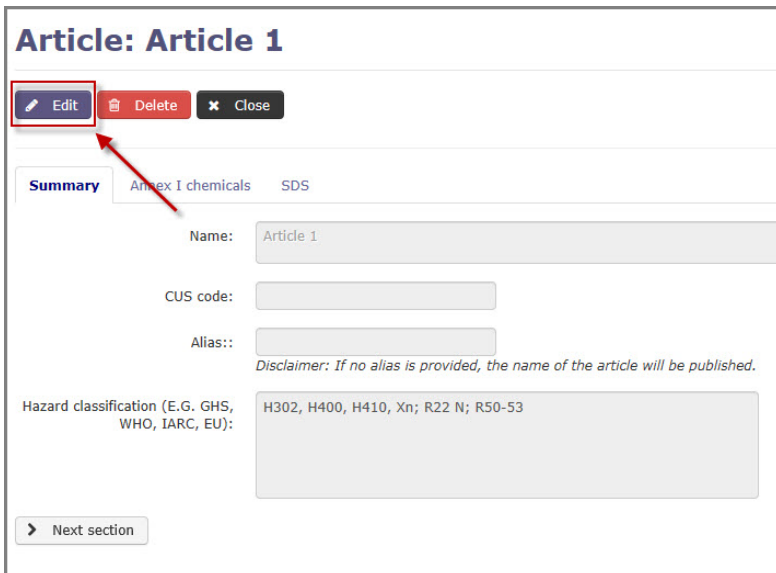 Article: Article 1
Edit Delete Close
Summary Annex I chemicals SDS
Name: Article 1
CUS code:
Alias::
Disclaimer: If no alias is provided, the name of the article will be published.
Hazard classification (E.G. GHS, H302, H400, H410, Xn; R22 N; R50-53
WHO, IARC, EU):
Next section